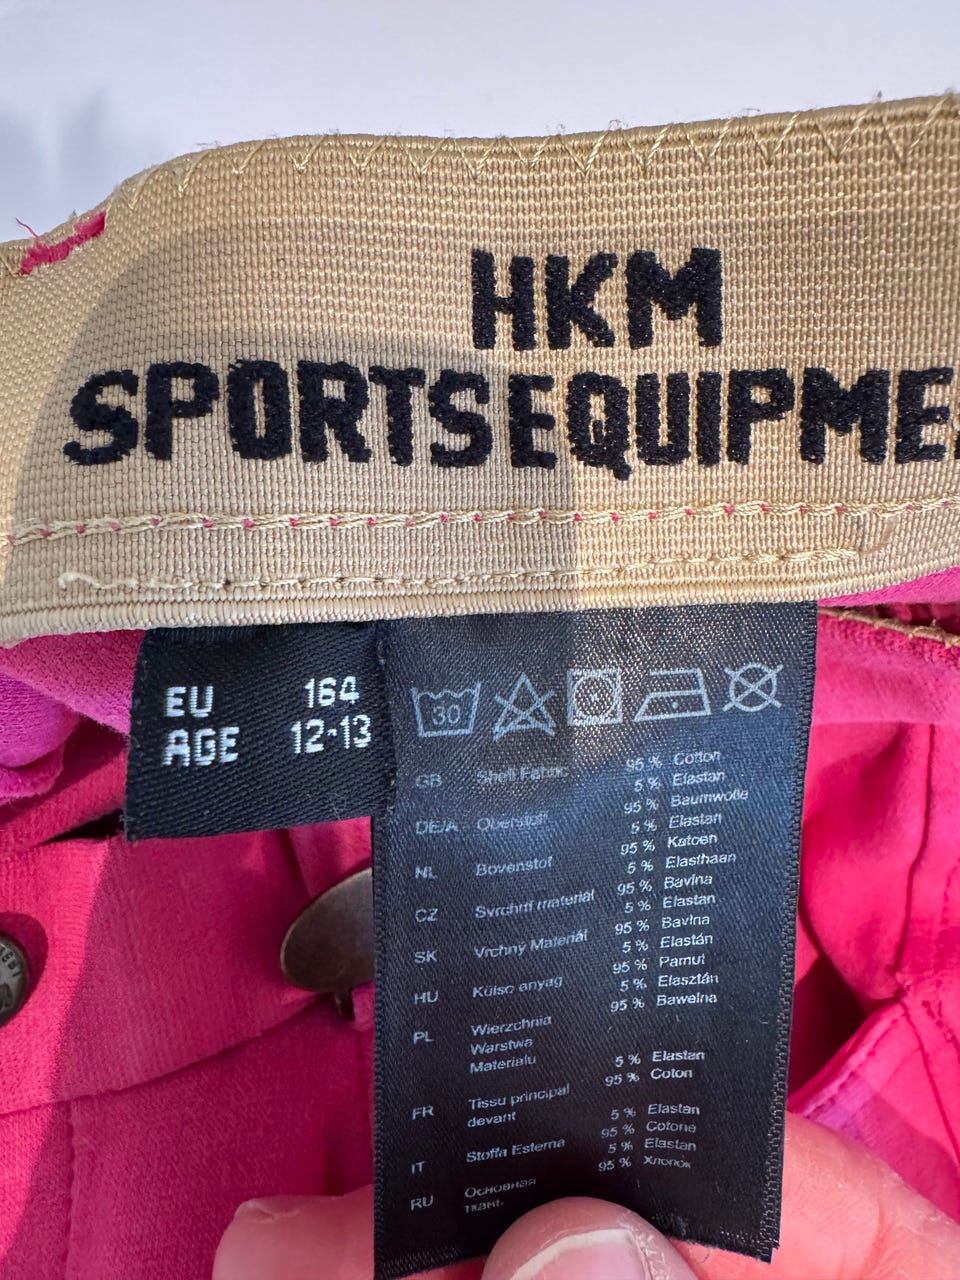 HKM
SPORTSEQUIPME
EU 164
AGE 12-13
30
GB Shell Fabric 95 % Cotton
5 % Elastan
DE/A Oberstoff 95 % Baumwolle
5 % Elastan
NL Bovenstof 95 % Katoen
5 % Elasthaan
CZ Svrchní materiál 95 % Bavlna
5 % Elastan
SK Vrchný Materiál 95 % Bavlna
5 % Elastán
HU Külso anyag 95 % Pamut
5 % Elasztán
PL Wierzchnia 95 % Bawełna
Warstwa
Materialu 5 % Elastan
FR Tissu principal 95 % Coton
devant 5 % Elastan
IT Stoffa Esterna 95 % Cotone
5 % Elastan
RU Основная 95 % Хлопок
ткань